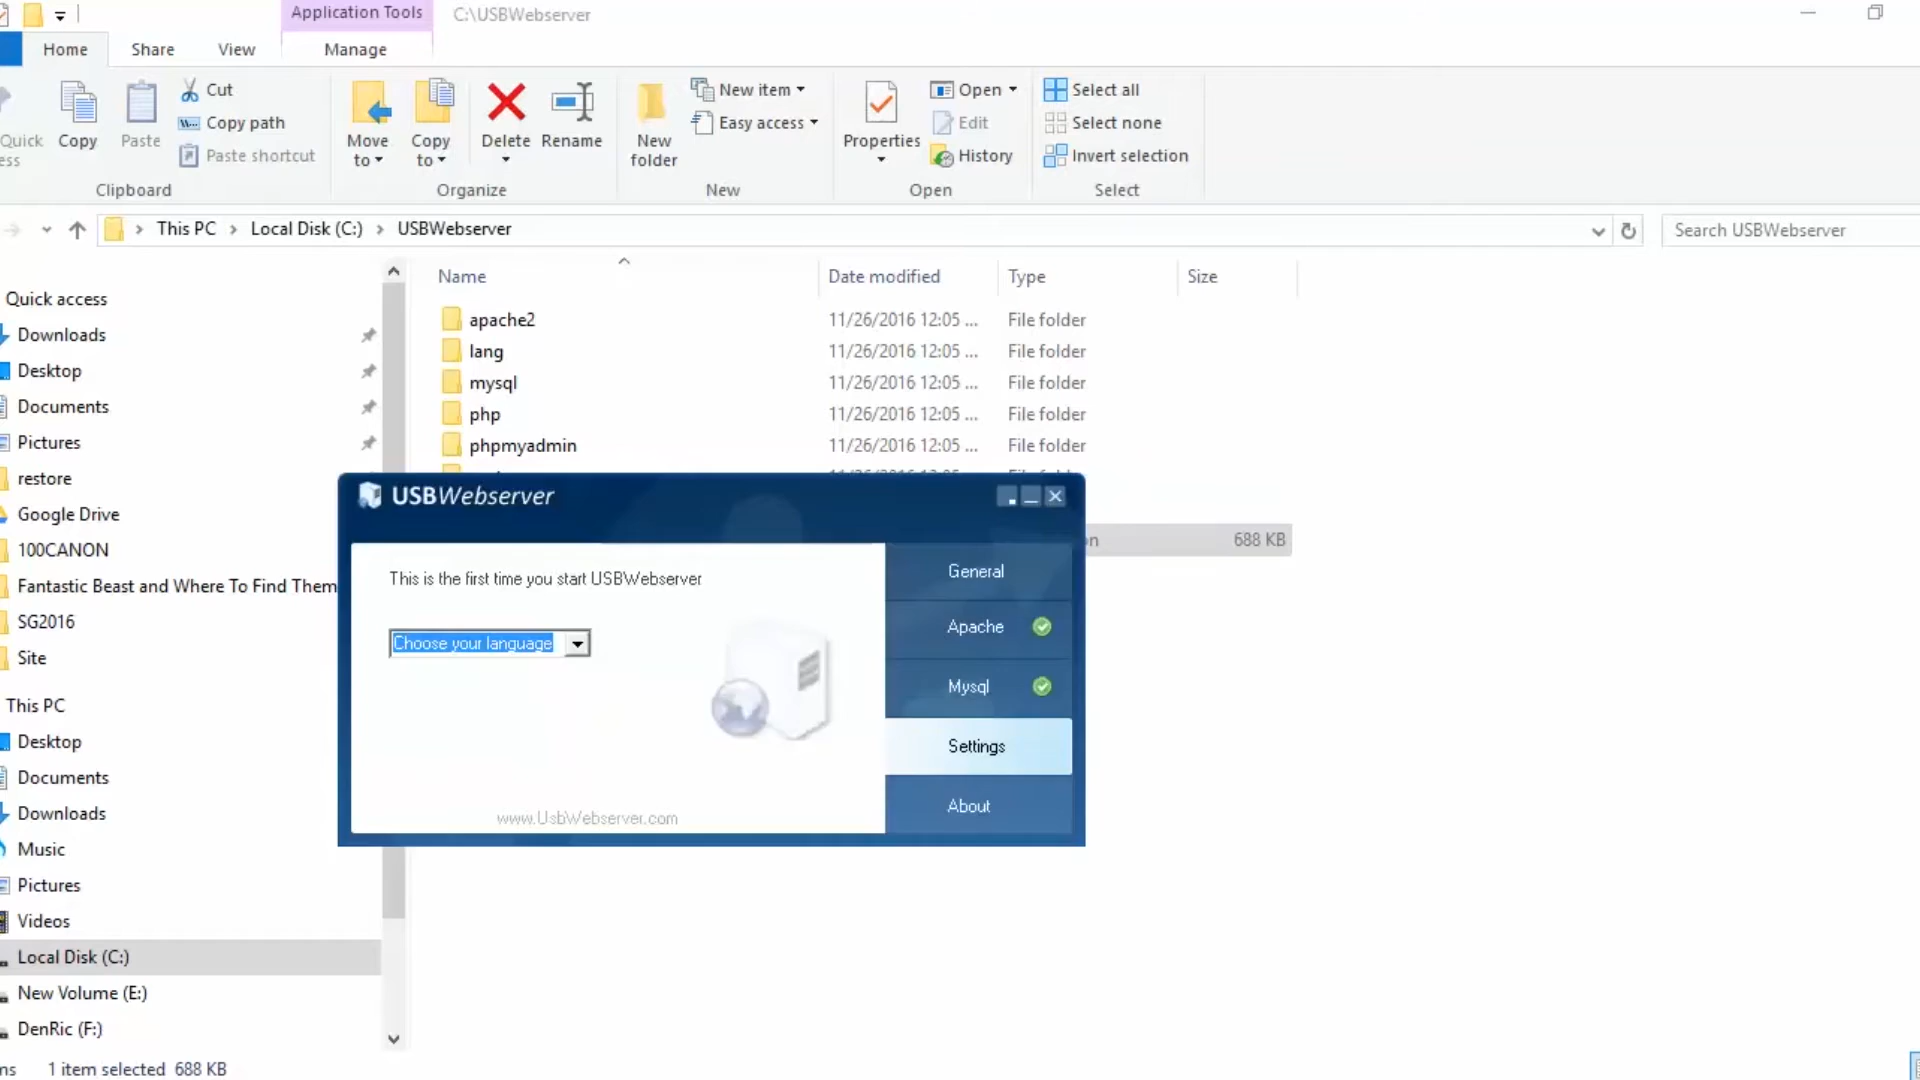 Application Tools
C:\USBWebserver
Home
Share
View
Manage
Quick
ess
Copy
Paste
Cut
Copy path
Paste shortcut
Clipboard
Move to
Copy to
Delete
Rename
Organize
New folder
New item
Easy access
New
Properties
Open
Edit
History
Open
Select all
Select none
Invert selection
Select
This PC
Local Disk (C:)
USBWebserver
Search USBWebserver
Name
Date modified
Type
Size
Quick access
Downloads
Desktop
Documents
Pictures
restore
Google Drive
100CANON
Fantastic Beast and Where To Find Them
SG2016
Site
This PC
Desktop
Documents
Downloads
Music
Pictures
Videos
Local Disk (C:)
New Volume (E:)
DenRic (F:)
apache2 11/26/2016 12:05 ... File folder
lang 11/26/2016 12:05 ... File folder
mysql 11/26/2016 12:05 ... File folder
php 11/26/2016 12:05 ... File folder
phpmyadmin 11/26/2016 12:05 ... File folder
on 688 KB
USBWebserver
This is the first time you start USBWebserver
Choose your language
www.UsbWebserver.com
General
Apache
Mysql
Settings
About
ms 1 item selected 688 KB